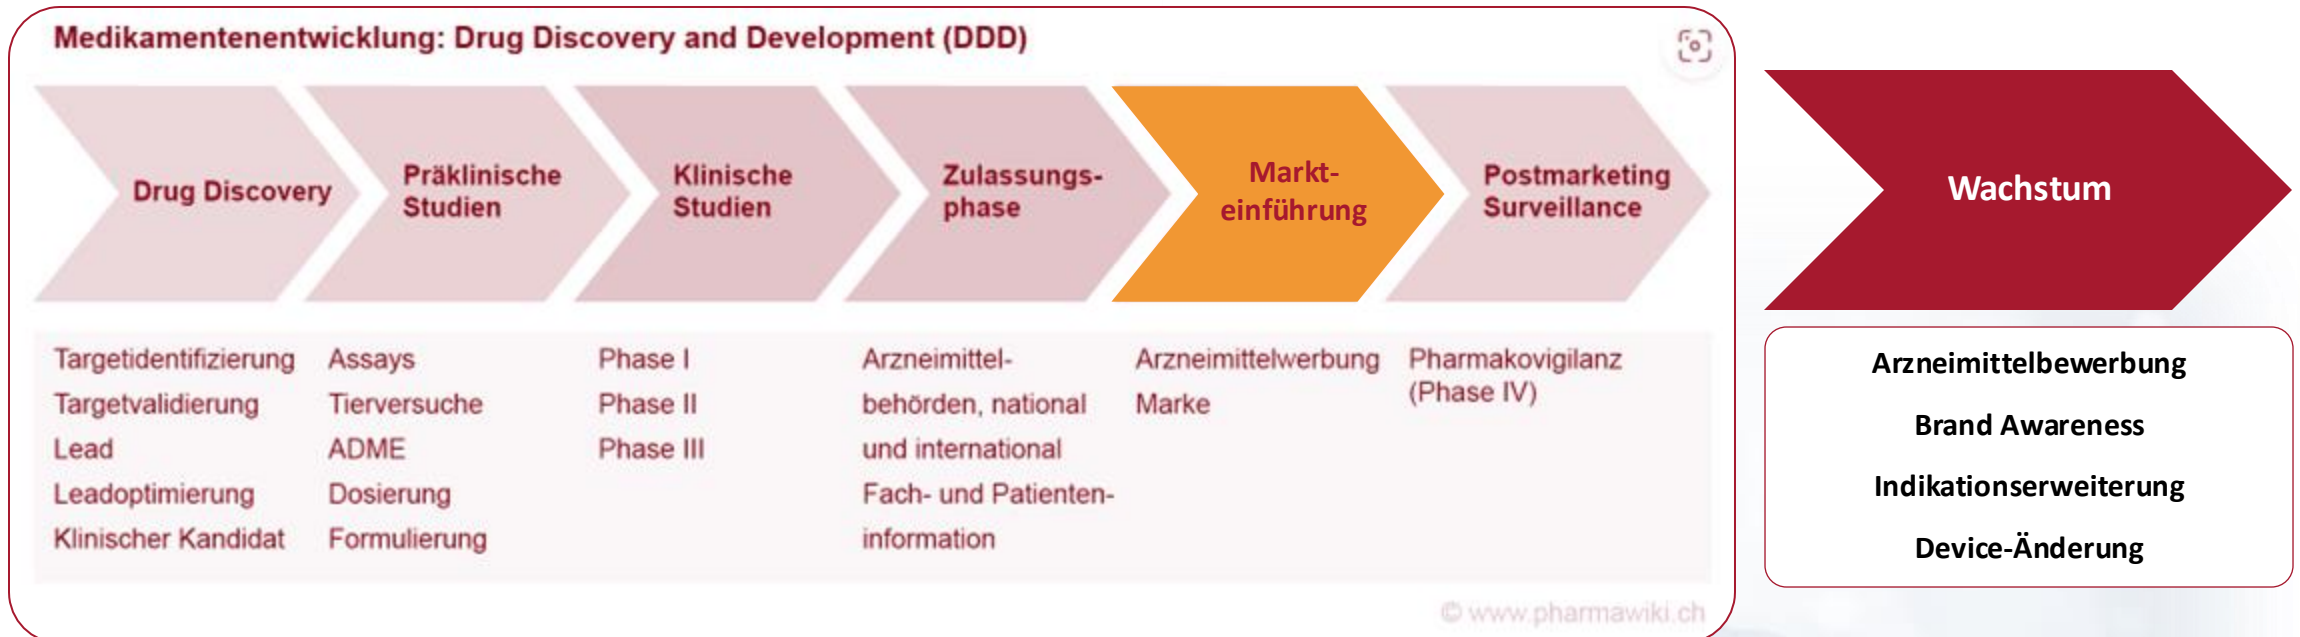 Medikamentenentwicklung: Drug Discovery and Development (DDD)
Drug Discovery
Präklinische
Studien
Klinische
Studien
Zulassungs-
phase
Markt-
einführung
Postmarketing
Surveillance
Wachstum
Targetidentifizierung
Targetvalidierung
Lead
Leadoptimierung
Klinischer Kandidat
Assays
Tierversuche
ADME
Dosierung
Formulierung
Phase I
Phase II
Phase III
Arzneimittel-
behörden, national
und international
Fach- und Patienten-
information
Arzneimittelwerbung
Marke
Pharmakovigilanz
(Phase IV)
Arzneimittelbewerbung
Brand Awareness
Indikationserweiterung
Device-Änderung
© www.pharmawiki.ch